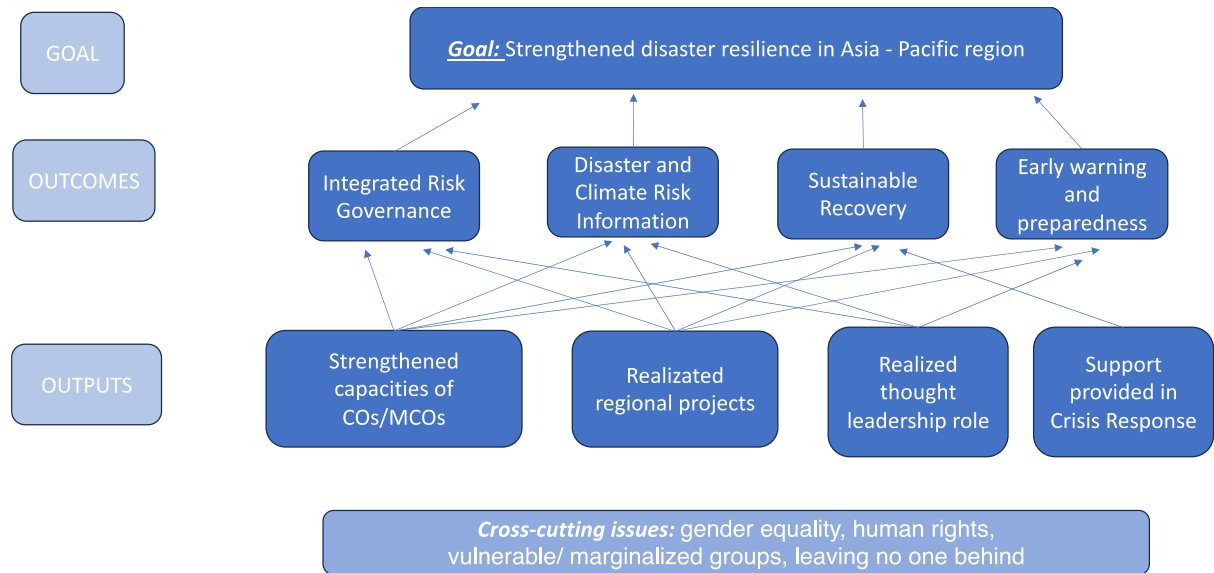 GOAL
Goal: Strengthened disaster resilience in Asia - Pacific region
OUTCOMES
Integrated Risk
Governance
Disaster and
Climate Risk
Information
Sustainable
Recovery
Early warning
and
preparedness
OUTPUTS
Strengthened
capacities of
COs/MCOs
Realizated
regional projects
Realized
thought
leadership role
Support
provided in
Crisis Response
Cross-cutting issues: gender equality, human rights,
vulnerable/ marginalized groups, leaving no one behind